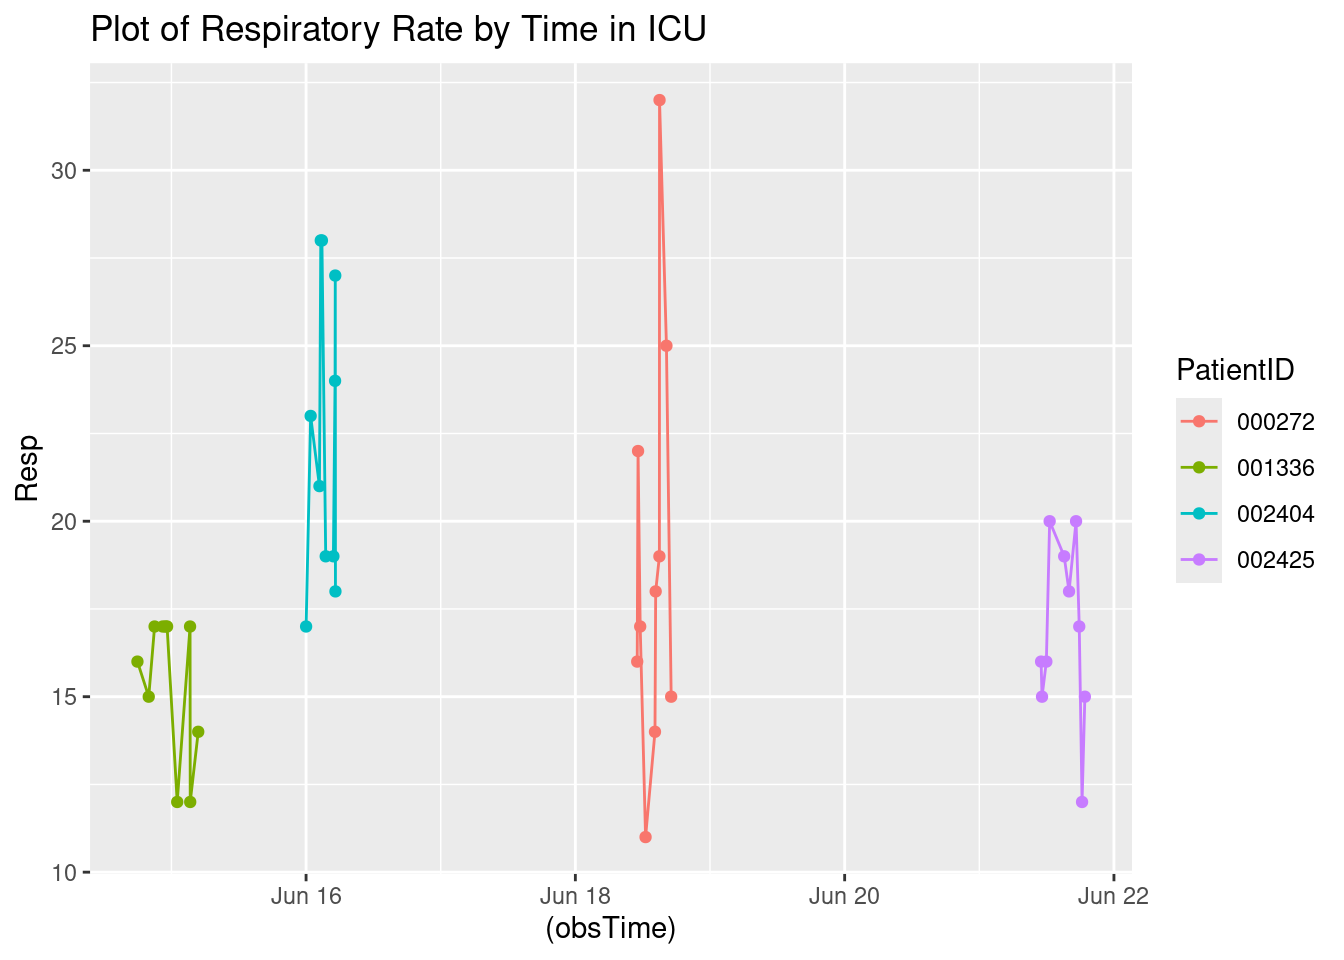 Plot of Respiratory Rate by Time in ICU
Resp
30
25
20
15
10
Jun 16
Jun 18
Jun 20
Jun 22
(obsTime)
PatientID
000272
001336
002404
002425